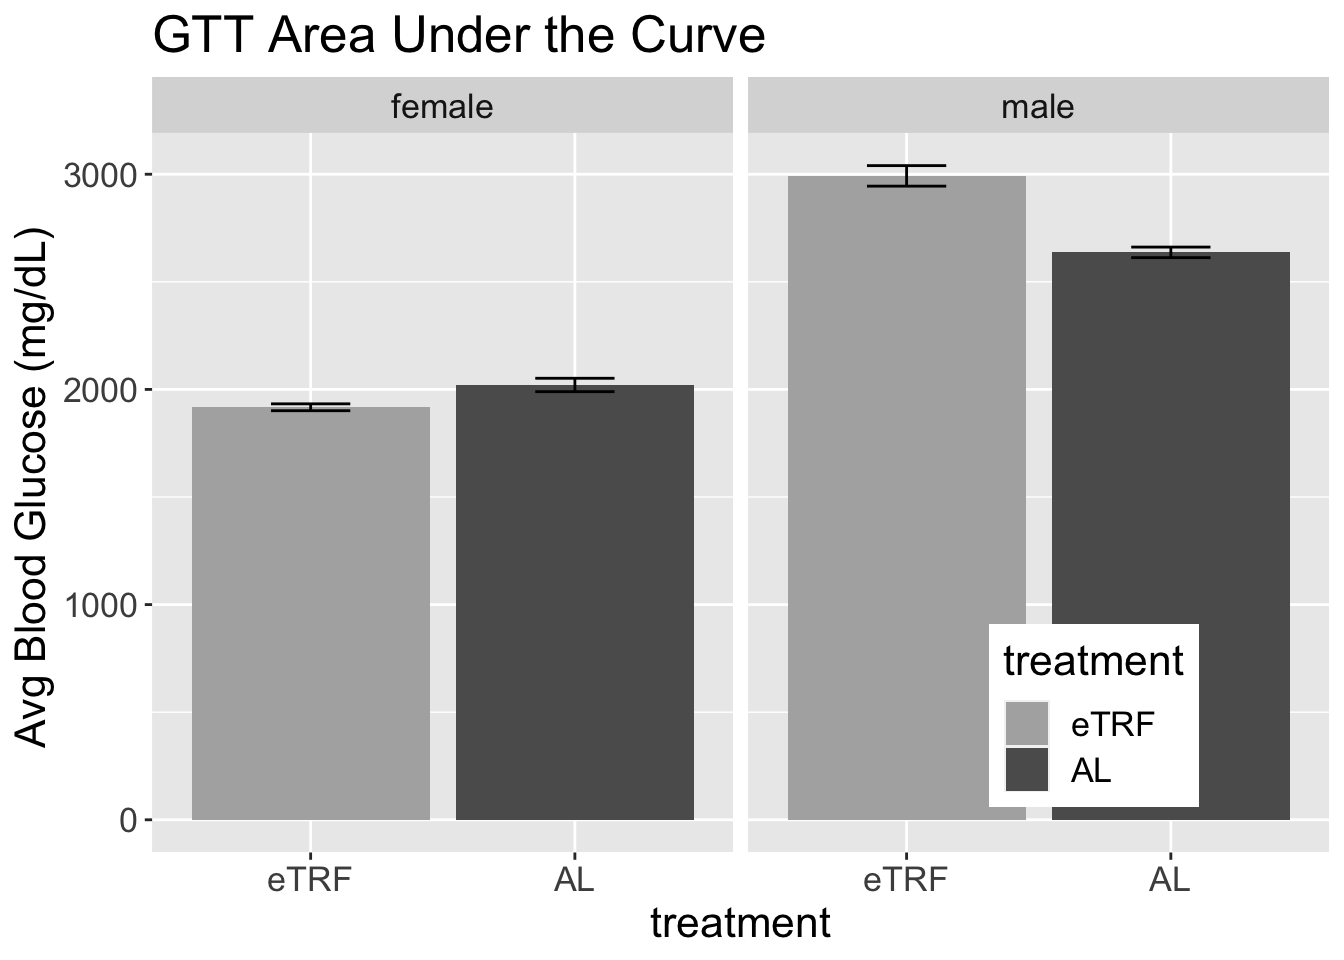 GTT Area Under the Curve
female
male
Avg Blood Glucose (mg/dL)
3000
2000
1000
0
treatment
eTRF
AL
eTRF
AL
eTRF
AL
treatment